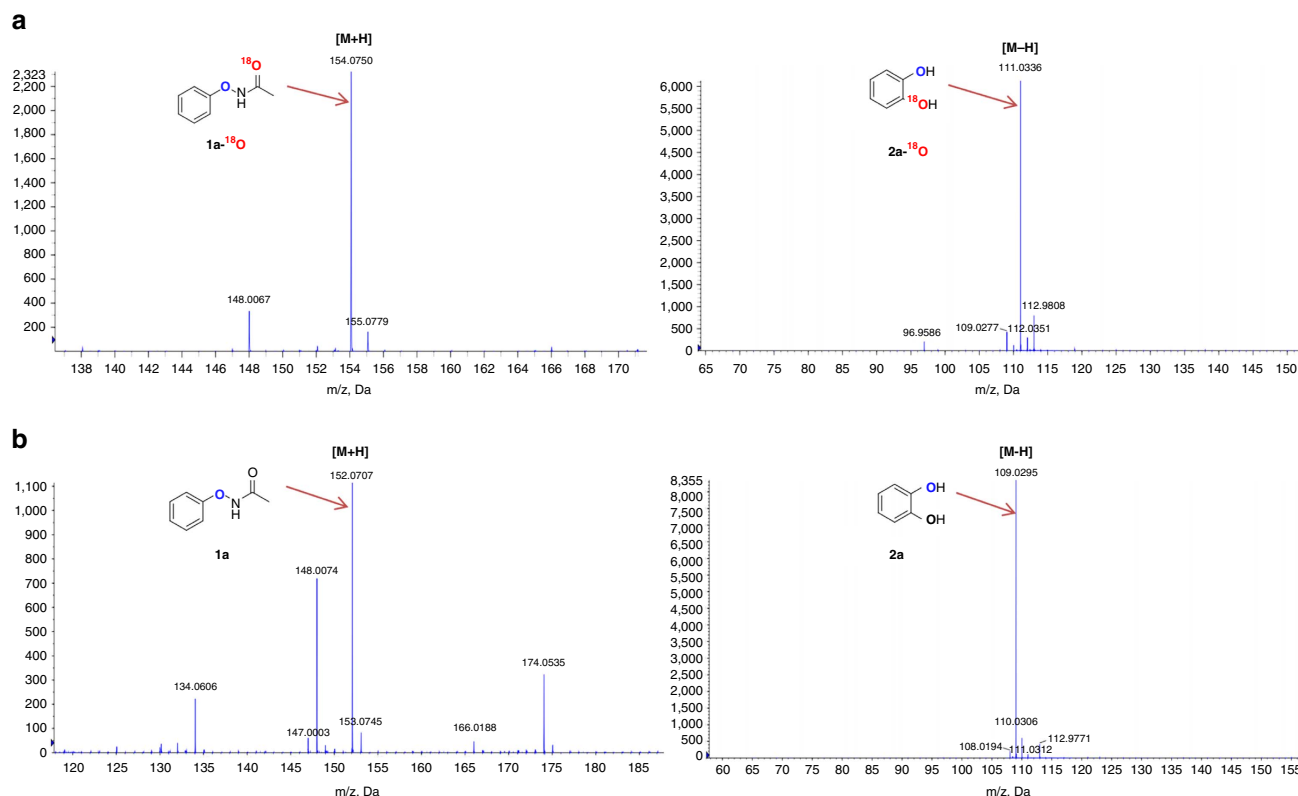 a
[M+H]
154.0750
2,323
2,200
2,000
1,800
1,600
1,400
1,200
1,000
800
600
400
200
18O
O
N
H
1a-18O
148.0067
155.0779
138 140 142 144 146 148 150 152 154 156 158 160 162 164 166 168 170
m/z, Da
[M–H]
111.0336
6,000
5,500
5,000
4,500
4,000
3,500
3,000
2,500
2,000
1,500
1,000
500
0
OH
18OH
2a-18O
96.9586
109.0277
112.0351
112.9808
65 70 75 80 85 90 95 100 105 110 115 120 125 130 135 140 145 150
m/z, Da
b
[M+H]
152.0707
1,100
1,000
900
800
700
600
500
400
300
200
100
0
O
O
N
H
1a
148.0074
134.0606
147.0003
153.0745
166.0188
174.0535
120 125 130 135 140 145 150 155 160 165 170 175 180 185
m/z, Da
[M-H]
109.0295
8,355
8,000
7,500
7,000
6,500
6,000
5,500
5,000
4,500
4,000
3,500
3,000
2,500
2,000
1,500
1,000
500
0
OH
OH
2a
110.0306
108.0194
111.0312
112.9771
60 65 70 75 80 85 90 95 100 105 110 115 120 125 130 135 140 145 150 155
m/z, Da